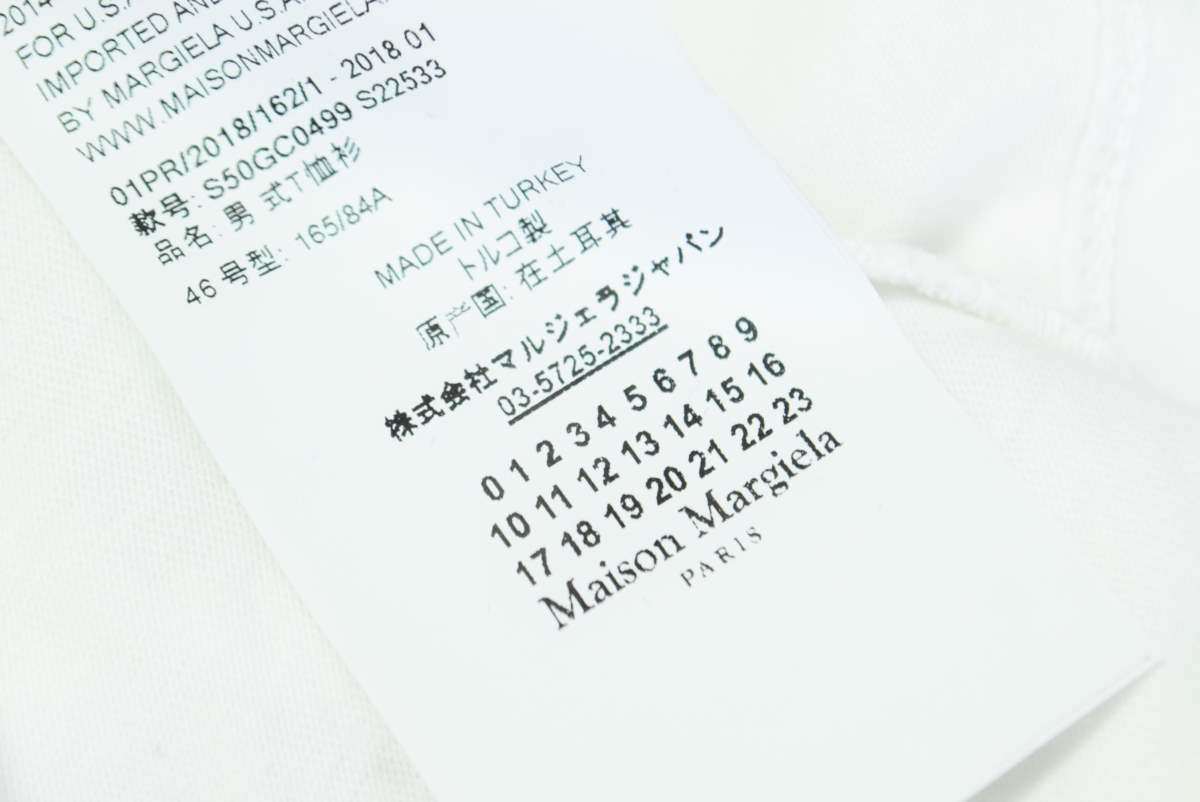 2014
FOR U.S.
IMPORTED AND
BY MARGIELA U.S.A.
WWW.MAISONMARGIELA.
01PR/2018/162/1 - 2018 01
款号: S50GC0499 S22533
品名: 男 式T恤衫
46 号型: 165/84A
MADE IN TURKEY
トルコ製
原产国: 在土耳其
株式会社マルジェラジャパン
03-5725-2333
0 1 2 3 4 5 6 7 8 9
10 11 12 13 14 15 16
17 18 19 20 21 22 23
Maison Margiela
PARIS